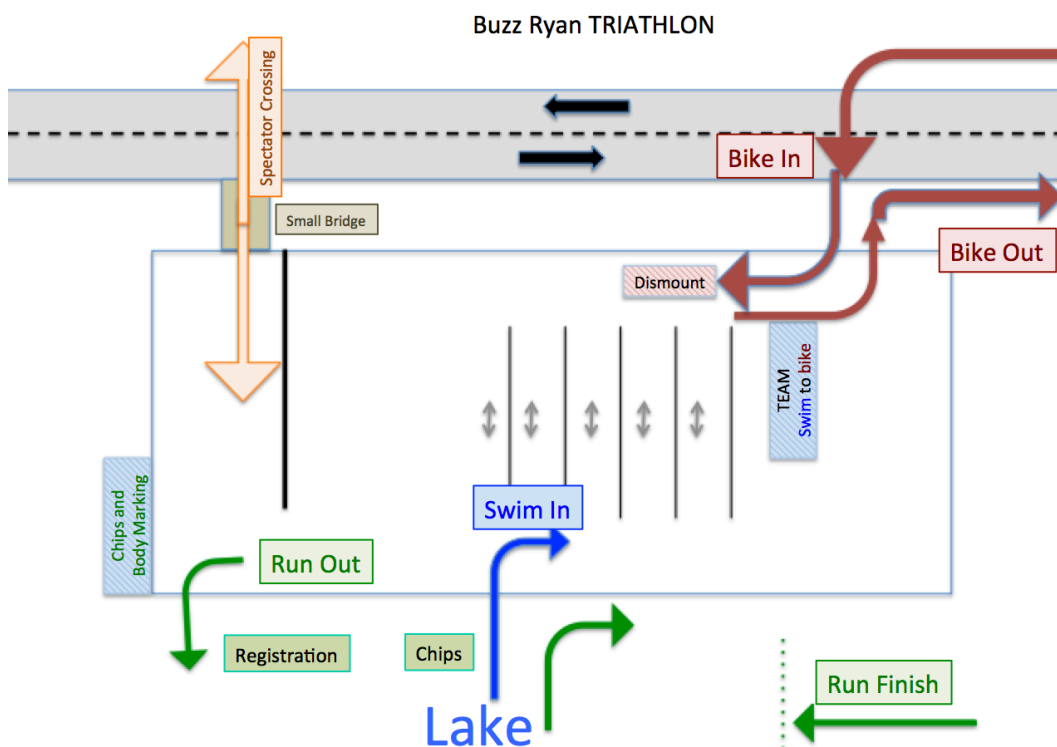 Buzz Ryan TRIATHLON
Spectator Crossing
Bike In
Small Bridge
Bike Out
Dismount
TEAM
Swim to bike
Chips and
Body Marking
Swim In
Run Out
Registration
Chips
Run Finish
Lake